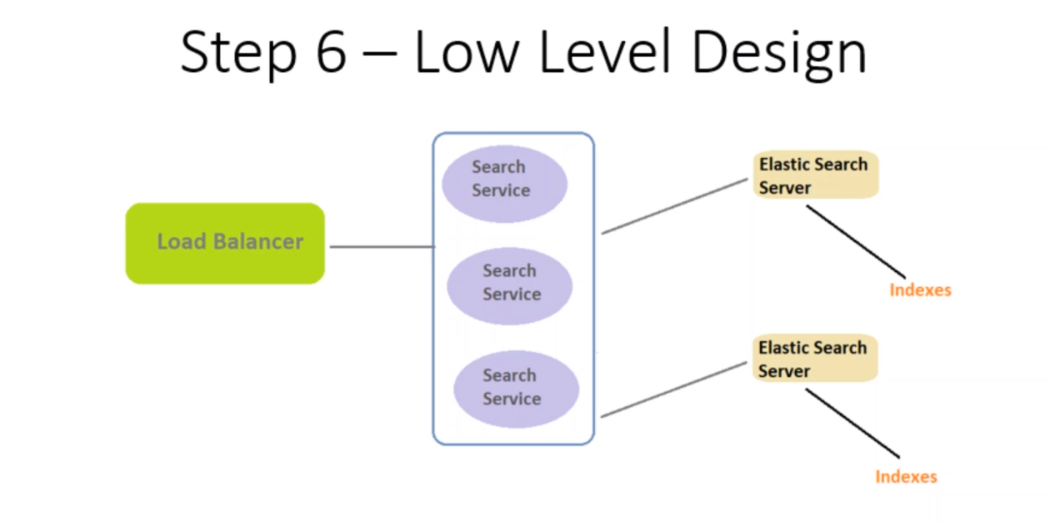 Step 6 – Low Level Design
Load Balancer
Search
Service
Search
Service
Search
Service
Elastic Search
Server
Indexes
Elastic Search
Server
Indexes